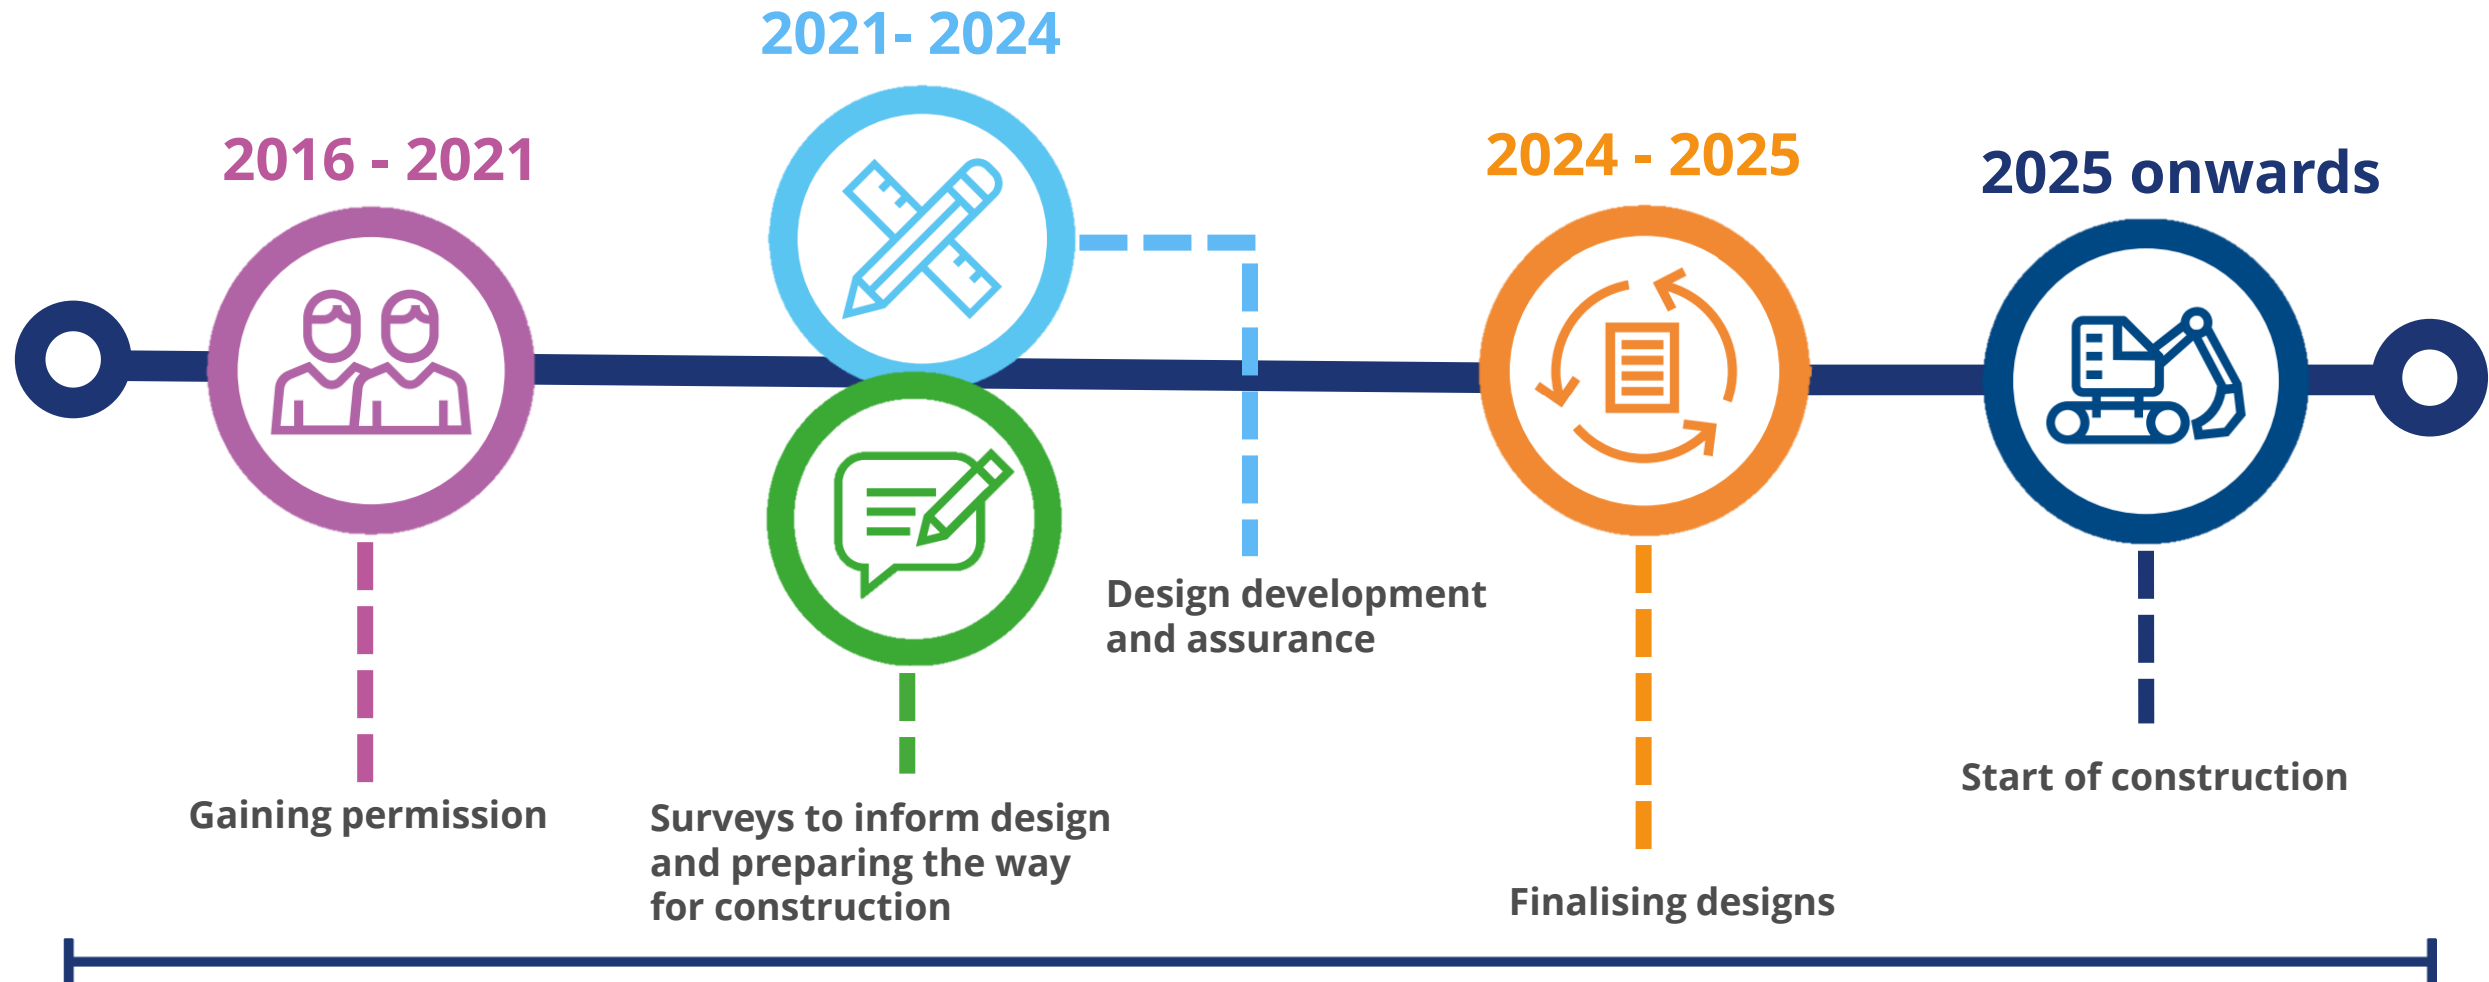 2016 - 2021
Gaining permission
2021- 2024
Surveys to inform design
and preparing the way
for construction
Design development
and assurance
2024 - 2025
Finalising designs
2025 onwards
Start of construction